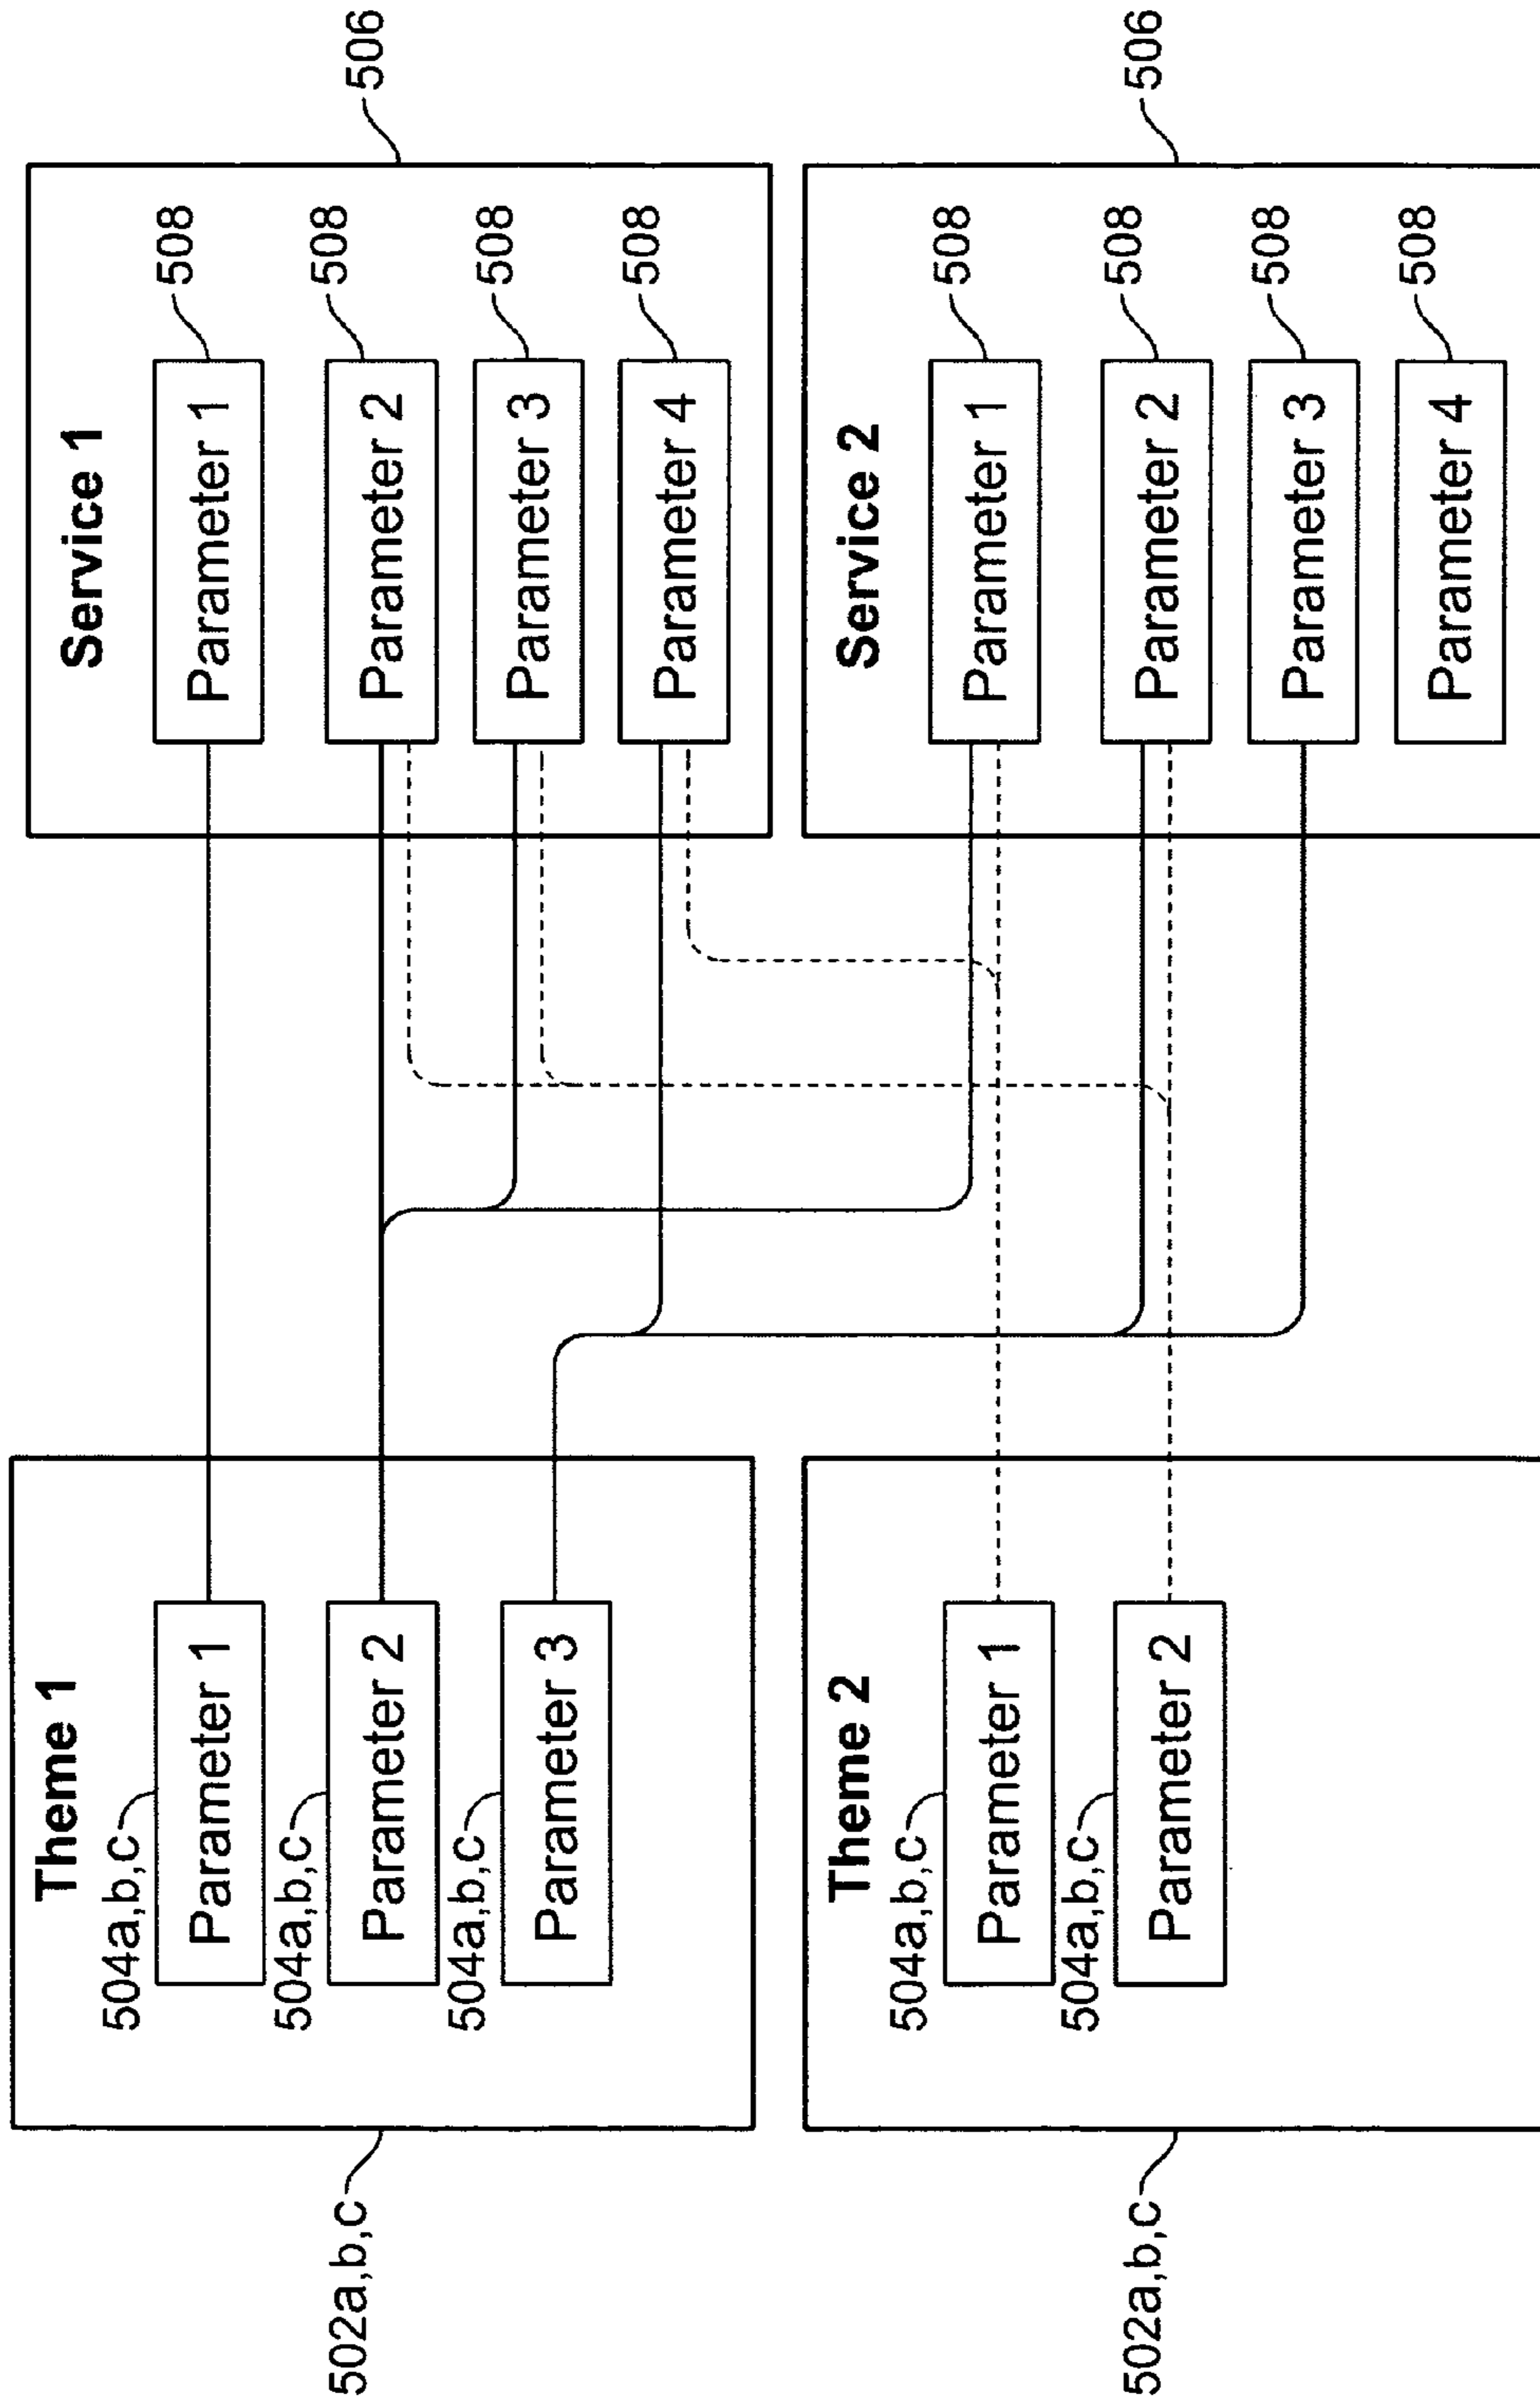 502a,b,c
Theme 1
504a,b,c
Parameter 1
504a,b,c
Parameter 2
504a,b,c
Parameter 3
Service 1
Parameter 1
508
Parameter 2
508
Parameter 3
508
Parameter 4
508
506
502a,b,c
Theme 2
504a,b,c
Parameter 1
504a,b,c
Parameter 2
Service 2
Parameter 1
508
Parameter 2
508
Parameter 3
508
Parameter 4
508
506